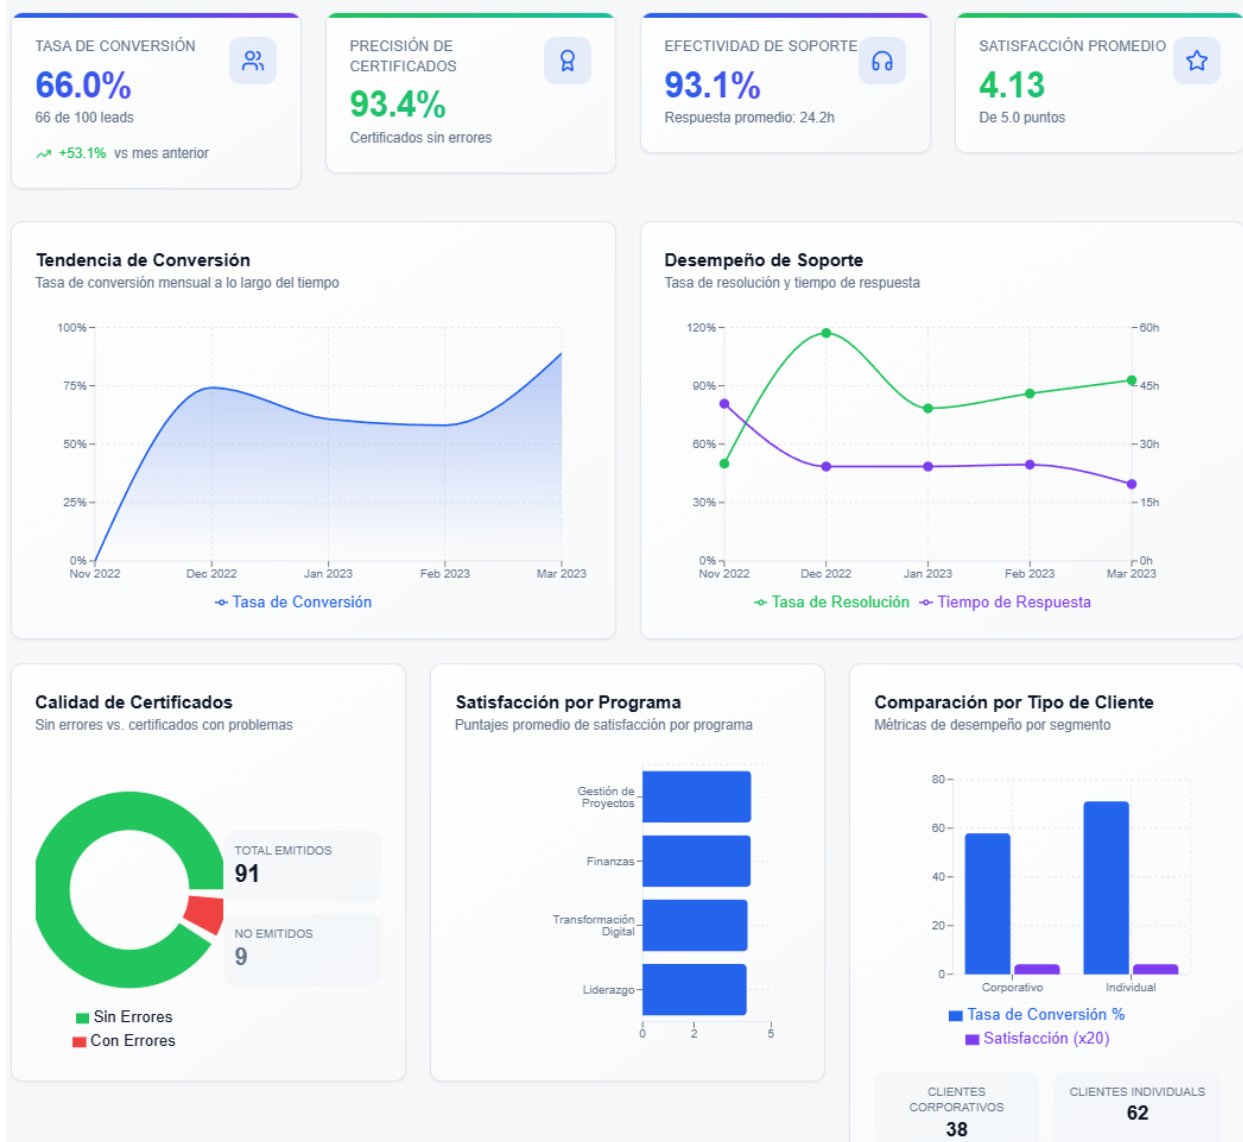 TASA DE CONVERSIÓN
66.0%
66 de 100 leads
+53.1% vs mes anterior
PRECISIÓN DE
CERTIFICADOS
93.4%
Certificados sin errores
EFECTIVIDAD DE SOPORTE
93.1%
Respuesta promedio: 24.2h
SATISFACCIÓN PROMEDIO
4.13
De 5.0 puntos
Tendencia de Conversión
Tasa de conversión mensual a lo largo del tiempo
100%
75%
50%
25%
0%
Nov 2022 Dec 2022 Jan 2023 Feb 2023 Mar 2023
Tasa de Conversión
Desempeño de Soporte
Tasa de resolución y tiempo de respuesta
120% 60h
90% 45h
60% 30h
30% 15h
0% 0h
Nov 2022 Dec 2022 Jan 2023 Feb 2023 Mar 2023
Tasa de Resolución Tiempo de Respuesta
Calidad de Certificados
Sin errores vs. certificados con problemas
TOTAL EMITIDOS
91
NO EMITIDOS
9
Sin Errores
Con Errores
Satisfacción por Programa
Puntajes promedio de satisfacción por programa
Gestión de
Proyectos
Finanzas
Transformación
Digital
Liderazgo
0 2 5
Comparación por Tipo de Cliente
Métricas de desempeño por segmento
80
60
40
20
0
Corporativo Individual
Tasa de Conversión %
Satisfacción (x20)
CLIENTES
CORPORATIVOS
38
CLIENTES INDIVIDUALS
62